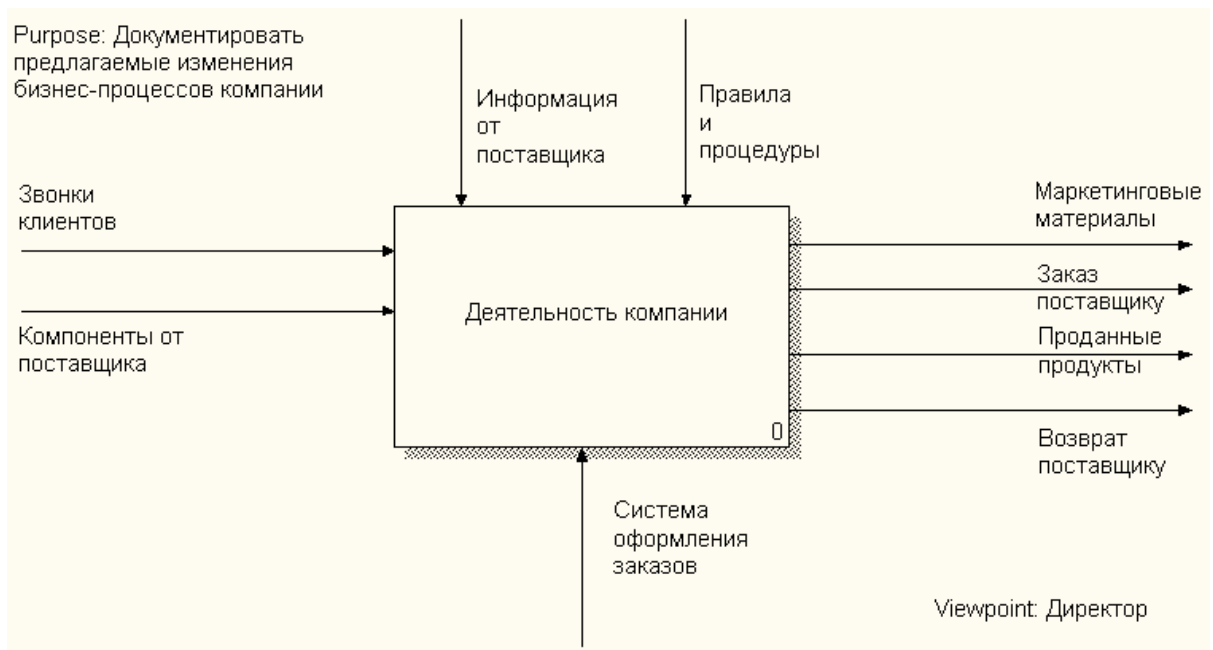 Purpose: Документировать
предлагаемые изменения
бизнес-процессов компании
Информация
от
поставщика
Правила
и
процедуры
Звонки
клиентов
Компоненты от
поставщика
Деятельность компании
0
Маркетинговые
материалы
Заказ
поставщику
Проданные
продукты
Возврат
поставщику
Система
оформления
заказов
Viewpoint: Директор